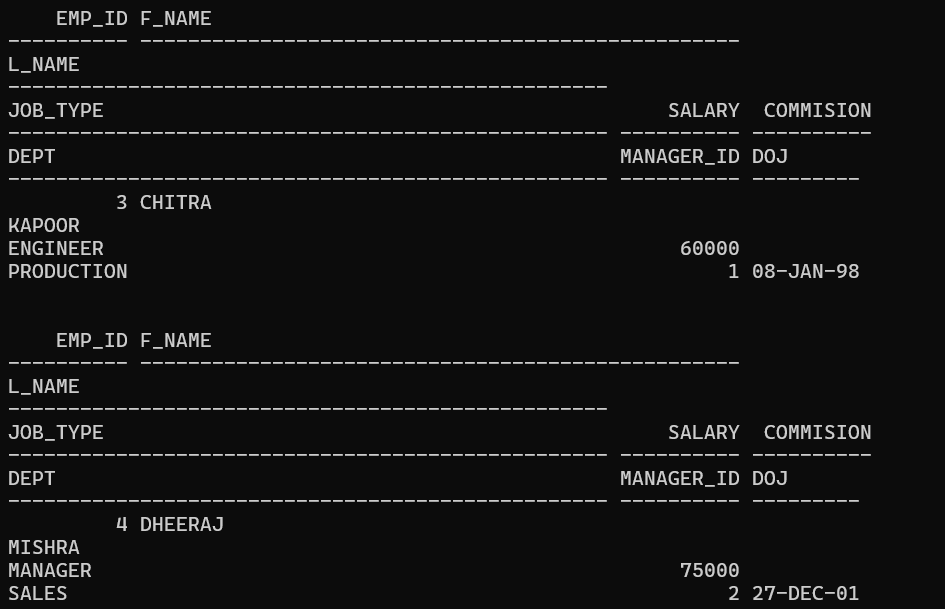 EMP_ID F_NAME
---------- --------------------------------------------------
L_NAME
--------------------------------------------------
JOB_TYPE                                               SALARY  COMMISION
-------------------------------------------------- ---------- ----------
DEPT                                               MANAGER_ID DOJ
-------------------------------------------------- ---------- ---------
         3 CHITRA
KAPOOR
ENGINEER                                                60000
PRODUCTION                                                  1 08-JAN-98

    EMP_ID F_NAME
---------- --------------------------------------------------
L_NAME
--------------------------------------------------
JOB_TYPE                                               SALARY  COMMISION
-------------------------------------------------- ---------- ----------
DEPT                                               MANAGER_ID DOJ
-------------------------------------------------- ---------- ---------
         4 DHEERAJ
MISHRA
MANAGER                                                 75000
SALES                                                       2 27-DEC-01